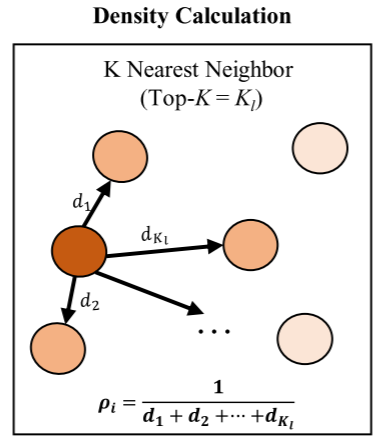 Density Calculation
K Nearest Neighbor
(Top-K = K_l)
d_1
d_{K_l}
d_2
...
ρ_i = 1 / (d_1 + d_2 +⋯+ d_{K_l})